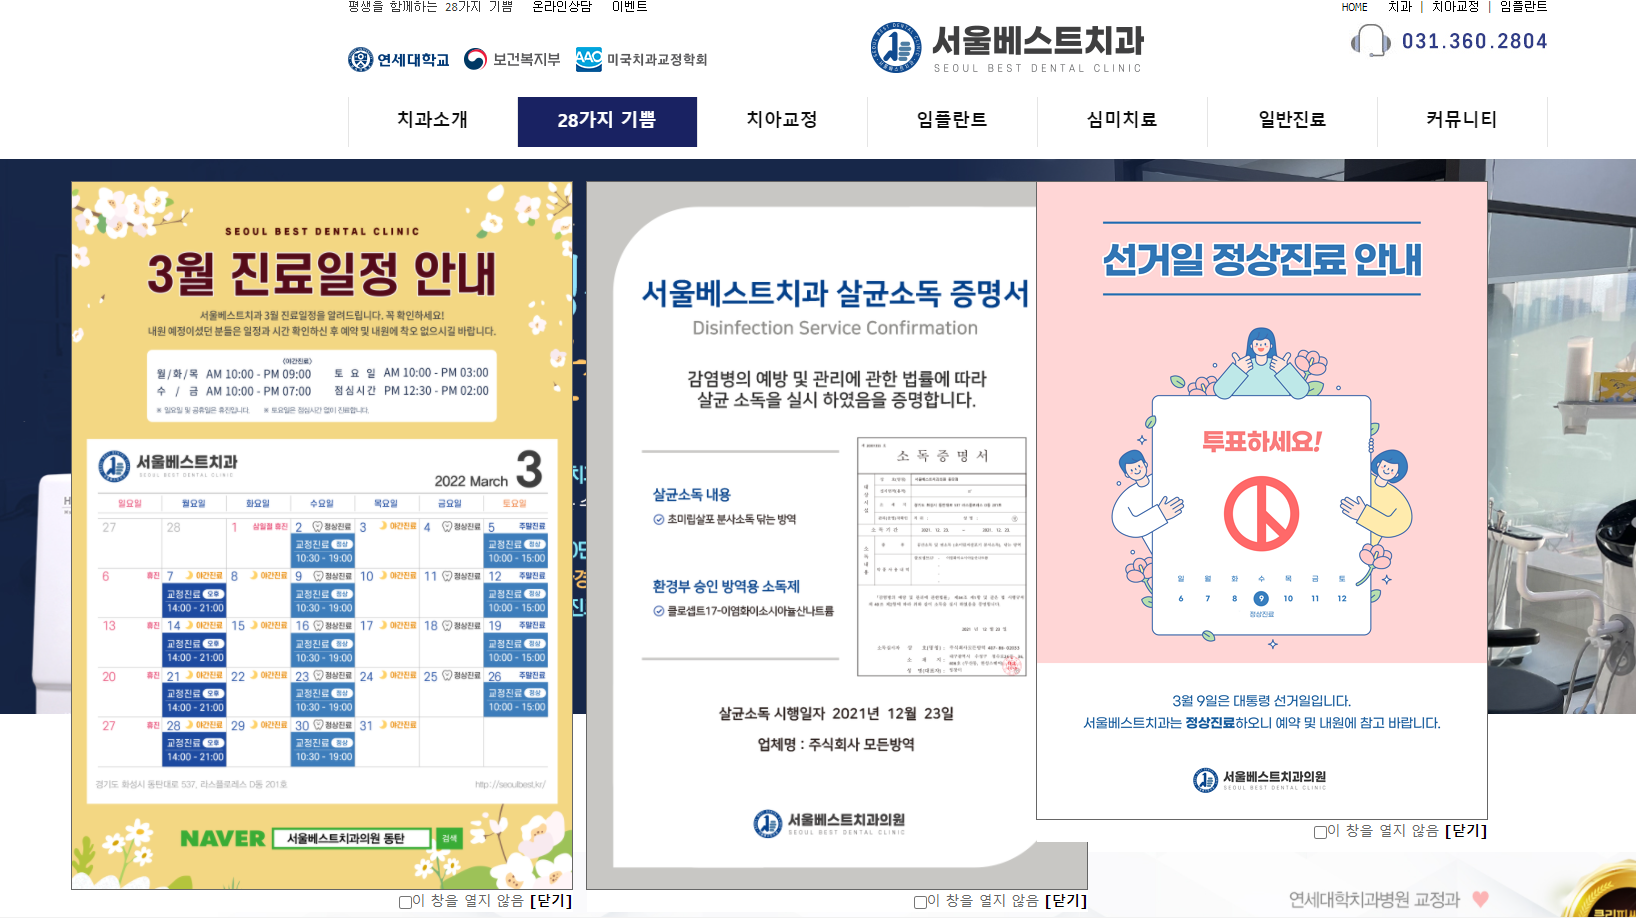 평생을 함께하는 28가지 기쁨 온라인상담 이벤트
HOME 치과 | 치아교정 | 임플란트
연세대학교 보건복지부 AAO 미국치과교정학회
서울베스트치과
SEOUL BEST DENTAL CLINIC
031.360.2804
치과소개 28가지 기쁨 치아교정 임플란트 심미치료 일반진료 커뮤니티
SEOUL BEST DENTAL CLINIC
3월 진료일정 안내
서울베스트치과 3월 진료일정을 알려드립니다. 꼭 확인하세요!
내원 예정이셨던 분들은 일정과 시간 확인하신 후 예약 및 내원에 착오 없으시길 바랍니다.
(야간진료)
월/화/목 AM 10:00 - PM 09:00 토 요 일 AM 10:00 - PM 03:00
수 / 금 AM 10:00 - PM 07:00 점심시간 PM 12:30 - PM 02:00
※ 일요일 및 공휴일은 휴진입니다. ※ 토요일은 점심시간 없이 진료합니다.
서울베스트치과
SEOUL BEST DENTAL CLINIC
2022 March 3
일요일 월요일 화요일 수요일 목요일 금요일 토요일
27 28 1 삼일절 휴진 2 정상진료 3 야간진료 4 정상진료 5 주말진료
교정진료 정상 교정진료 정상
10:30 - 19:00 10:00 - 15:00
6 휴진 7 야간진료 8 야간진료 9 정상진료 10 야간진료 11 정상진료 12 주말진료
교정진료 오후 교정진료 정상 교정진료 정상
14:00 - 21:00 10:30 - 19:00 10:00 - 15:00
13 휴진 14 야간진료 15 야간진료 16 정상진료 17 야간진료 18 정상진료 19 주말진료
교정진료 오후 교정진료 정상 교정진료 정상
14:00 - 21:00 10:30 - 19:00 10:00 - 15:00
20 휴진 21 야간진료 22 야간진료 23 정상진료 24 야간진료 25 정상진료 26 주말진료
교정진료 오후 교정진료 정상 교정진료 정상
14:00 - 21:00 10:30 - 19:00 10:00 - 15:00
27 휴진 28 야간진료 29 야간진료 30 정상진료 31 야간진료
교정진료 오후 교정진료 정상
14:00 - 21:00 10:30 - 19:00
경기도 화성시 동탄대로 537, 라스플로레스 D동 201호 http://seoulbest.kr/
NAVER 서울베스트치과의원 동탄 검색
이 창을 열지 않음 [닫기]
서울베스트치과 살균소독 증명서
Disinfection Service Confirmation
감염병의 예방 및 관리에 관한 법률에 따라
살균 소독을 실시 하였음을 증명합니다.
살균소독 내용
초미립살포 분사소독 닦는 방역
환경부 승인 방역용 소독제
클로셉트17-이염화이소시아눌산나트륨
소 독 증 명 서
살균소독 시행일자 2021년 12월 23일
업체명 : 주식회사 모든방역
서울베스트치과의원
SEOUL BEST DENTAL CLINIC
이 창을 열지 않음 [닫기]
선거일 정상진료 안내
투표하세요!
일 월 화 수 목 금 토
6 7 8 9 10 11 12
정상진료
3월 9일은 대통령 선거일입니다.
서울베스트치과는 정상진료하오니 예약 및 내원에 참고 바랍니다.
서울베스트치과의원
SEOUL BEST DENTAL CLINIC
이 창을 열지 않음 [닫기]
연세대학치과병원 교정과